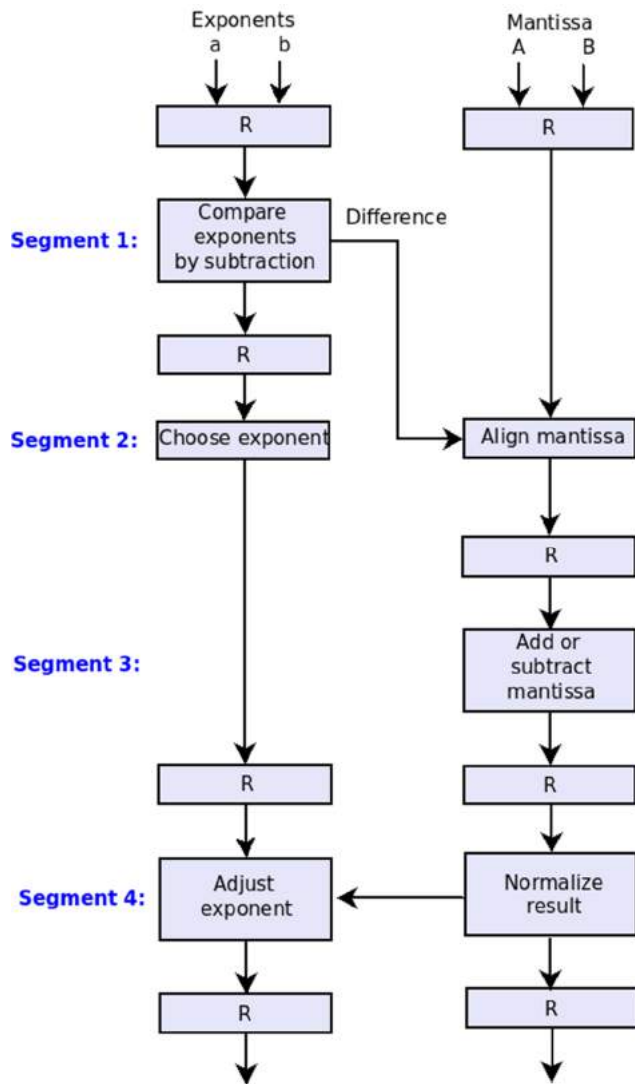 Exponents
a b
Mantissa
A B
R
R
Segment 1:
Compare
exponents
by subtraction
Difference
R
Segment 2:
Choose exponent
Align mantissa
R
Segment 3:
Add or
subtract
mantissa
R
R
Segment 4:
Adjust
exponent
Normalize
result
R
R